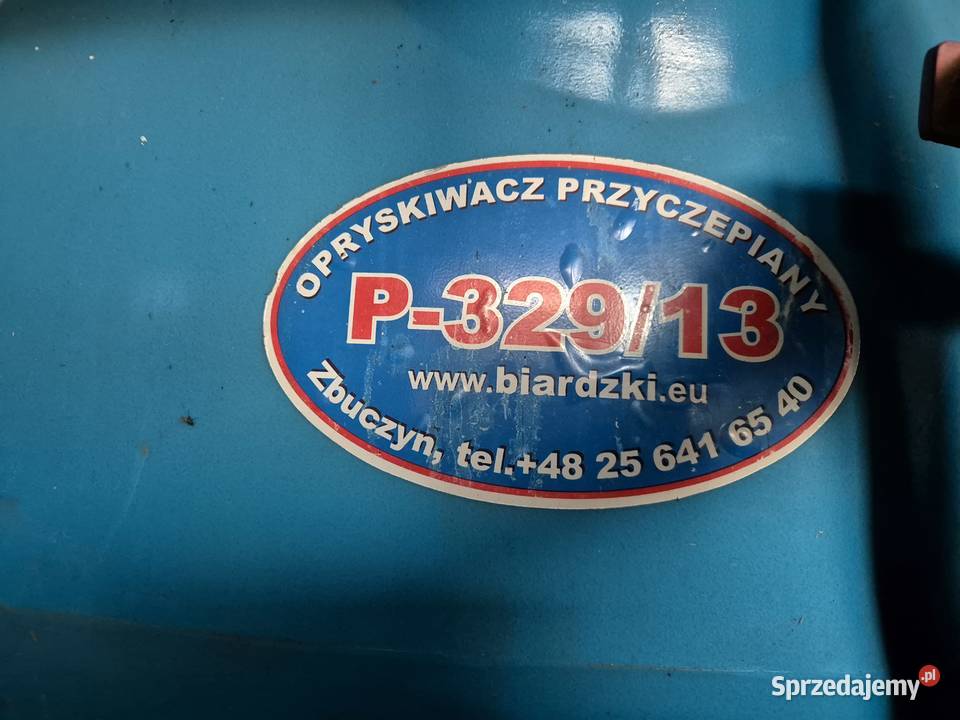 OPRYSKIWACZ PRZYCZEPIANY
P-329/13
www.biardzki.eu
Zbuczyn, tel.+48 25 641 65 40
Sprzedajemy.pl